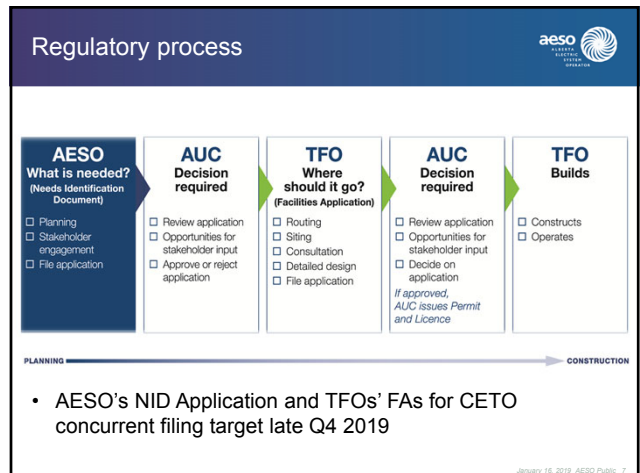 Regulatory process
aeso
ALBERTA
ELECTRIC
SYSTEM
OPERATOR
AESO
What is needed?
(Needs Identification
Document)
☐ Planning
☐ Stakeholder
engagement
☐ File application
AUC
Decision
required
☐ Review application
☐ Opportunities for
stakeholder input
☐ Approve or reject
application
TFO
Where
should it go?
(Facilities Application)
☐ Routing
☐ Siting
☐ Consultation
☐ Detailed design
☐ File application
AUC
Decision
required
☐ Review application
☐ Opportunities for
stakeholder input
☐ Decide on
application
If approved,
AUC issues Permit
and Licence
TFO
Builds
☐ Constructs
☐ Operates
PLANNING
CONSTRUCTION
• AESO's NID Application and TFOs' FAs for CETO
concurrent filing target late Q4 2019
January 16, 2019 AESO Public 7